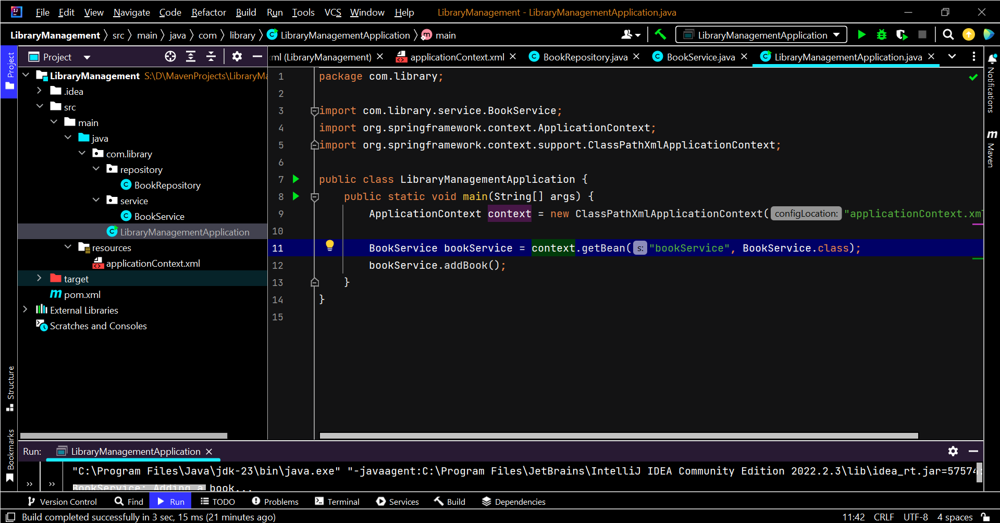 File Edit View Navigate Code Refactor Build Run Tools VCS Window Help LibraryManagement - LibraryManagementApplication.java
LibraryManagement src main java com library LibraryManagementApplication main LibraryManagementApplication
Project
(LibraryManagement) applicationContext.xml BookRepository.java BookService.java LibraryManagementApplication.java
LibraryManagement S:\D\MavenProjects\LibraryMa
.idea
src
main
java
com.library
repository
BookRepository
service
BookService
LibraryManagementApplication
resources
applicationContext.xml
target
pom.xml
External Libraries
Scratches and Consoles
1 package com.library;
2
3 import com.library.service.BookService;
4 import org.springframework.context.ApplicationContext;
5 import org.springframework.context.support.ClassPathXmlApplicationContext;
6
7 public class LibraryManagementApplication {
8 public static void main(String[] args) {
9 ApplicationContext context = new ClassPathXmlApplicationContext( configLocation: "applicationContext.xml
10
11 BookService bookService = context.getBean( s: "bookService", BookService.class);
12 bookService.addBook();
13 }
14 }
15
Project
Structure
Bookmarks
Notifications
m
Maven
Run: LibraryManagementApplication
"C:\Program Files\Java\jdk-23\bin\java.exe" "-javaagent:C:\Program Files\JetBrains\IntelliJ IDEA Community Edition 2022.2.3\lib\idea_rt.jar=57574:
BookService: Adding a book...
Version Control Run Find TODO Problems Terminal Services Build Dependencies
Build completed successfully in 3 sec, 15 ms (21 minutes ago) 11:42 CRLF UTF-8 4 spaces